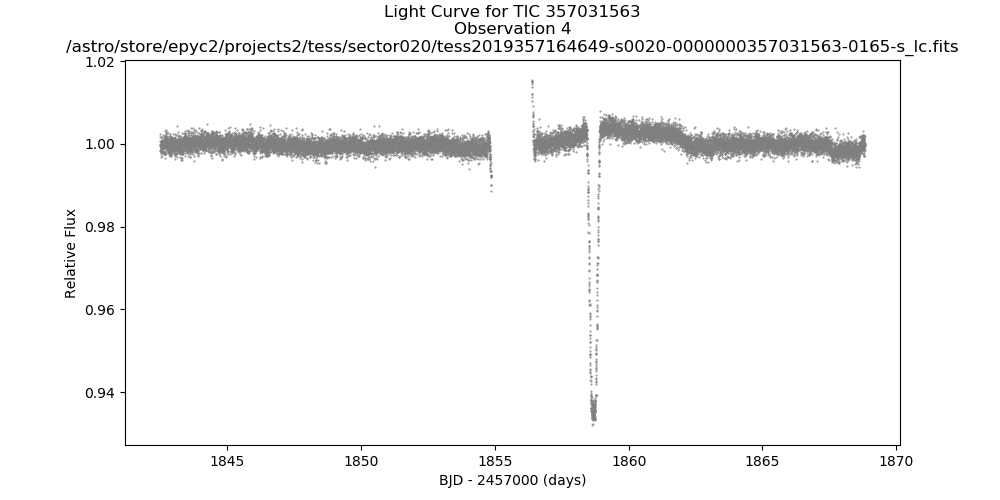 Light Curve for TIC 357031563
Observation 4
/astro/store/epyc2/projects2/tess/sector020/tess2019357164649-s0020-0000000357031563-0165-s_lc.fits
1.02
1.00
0.98
0.96
0.94
Relative Flux
1845 1850 1855 1860 1865 1870
BJD - 2457000 (days)